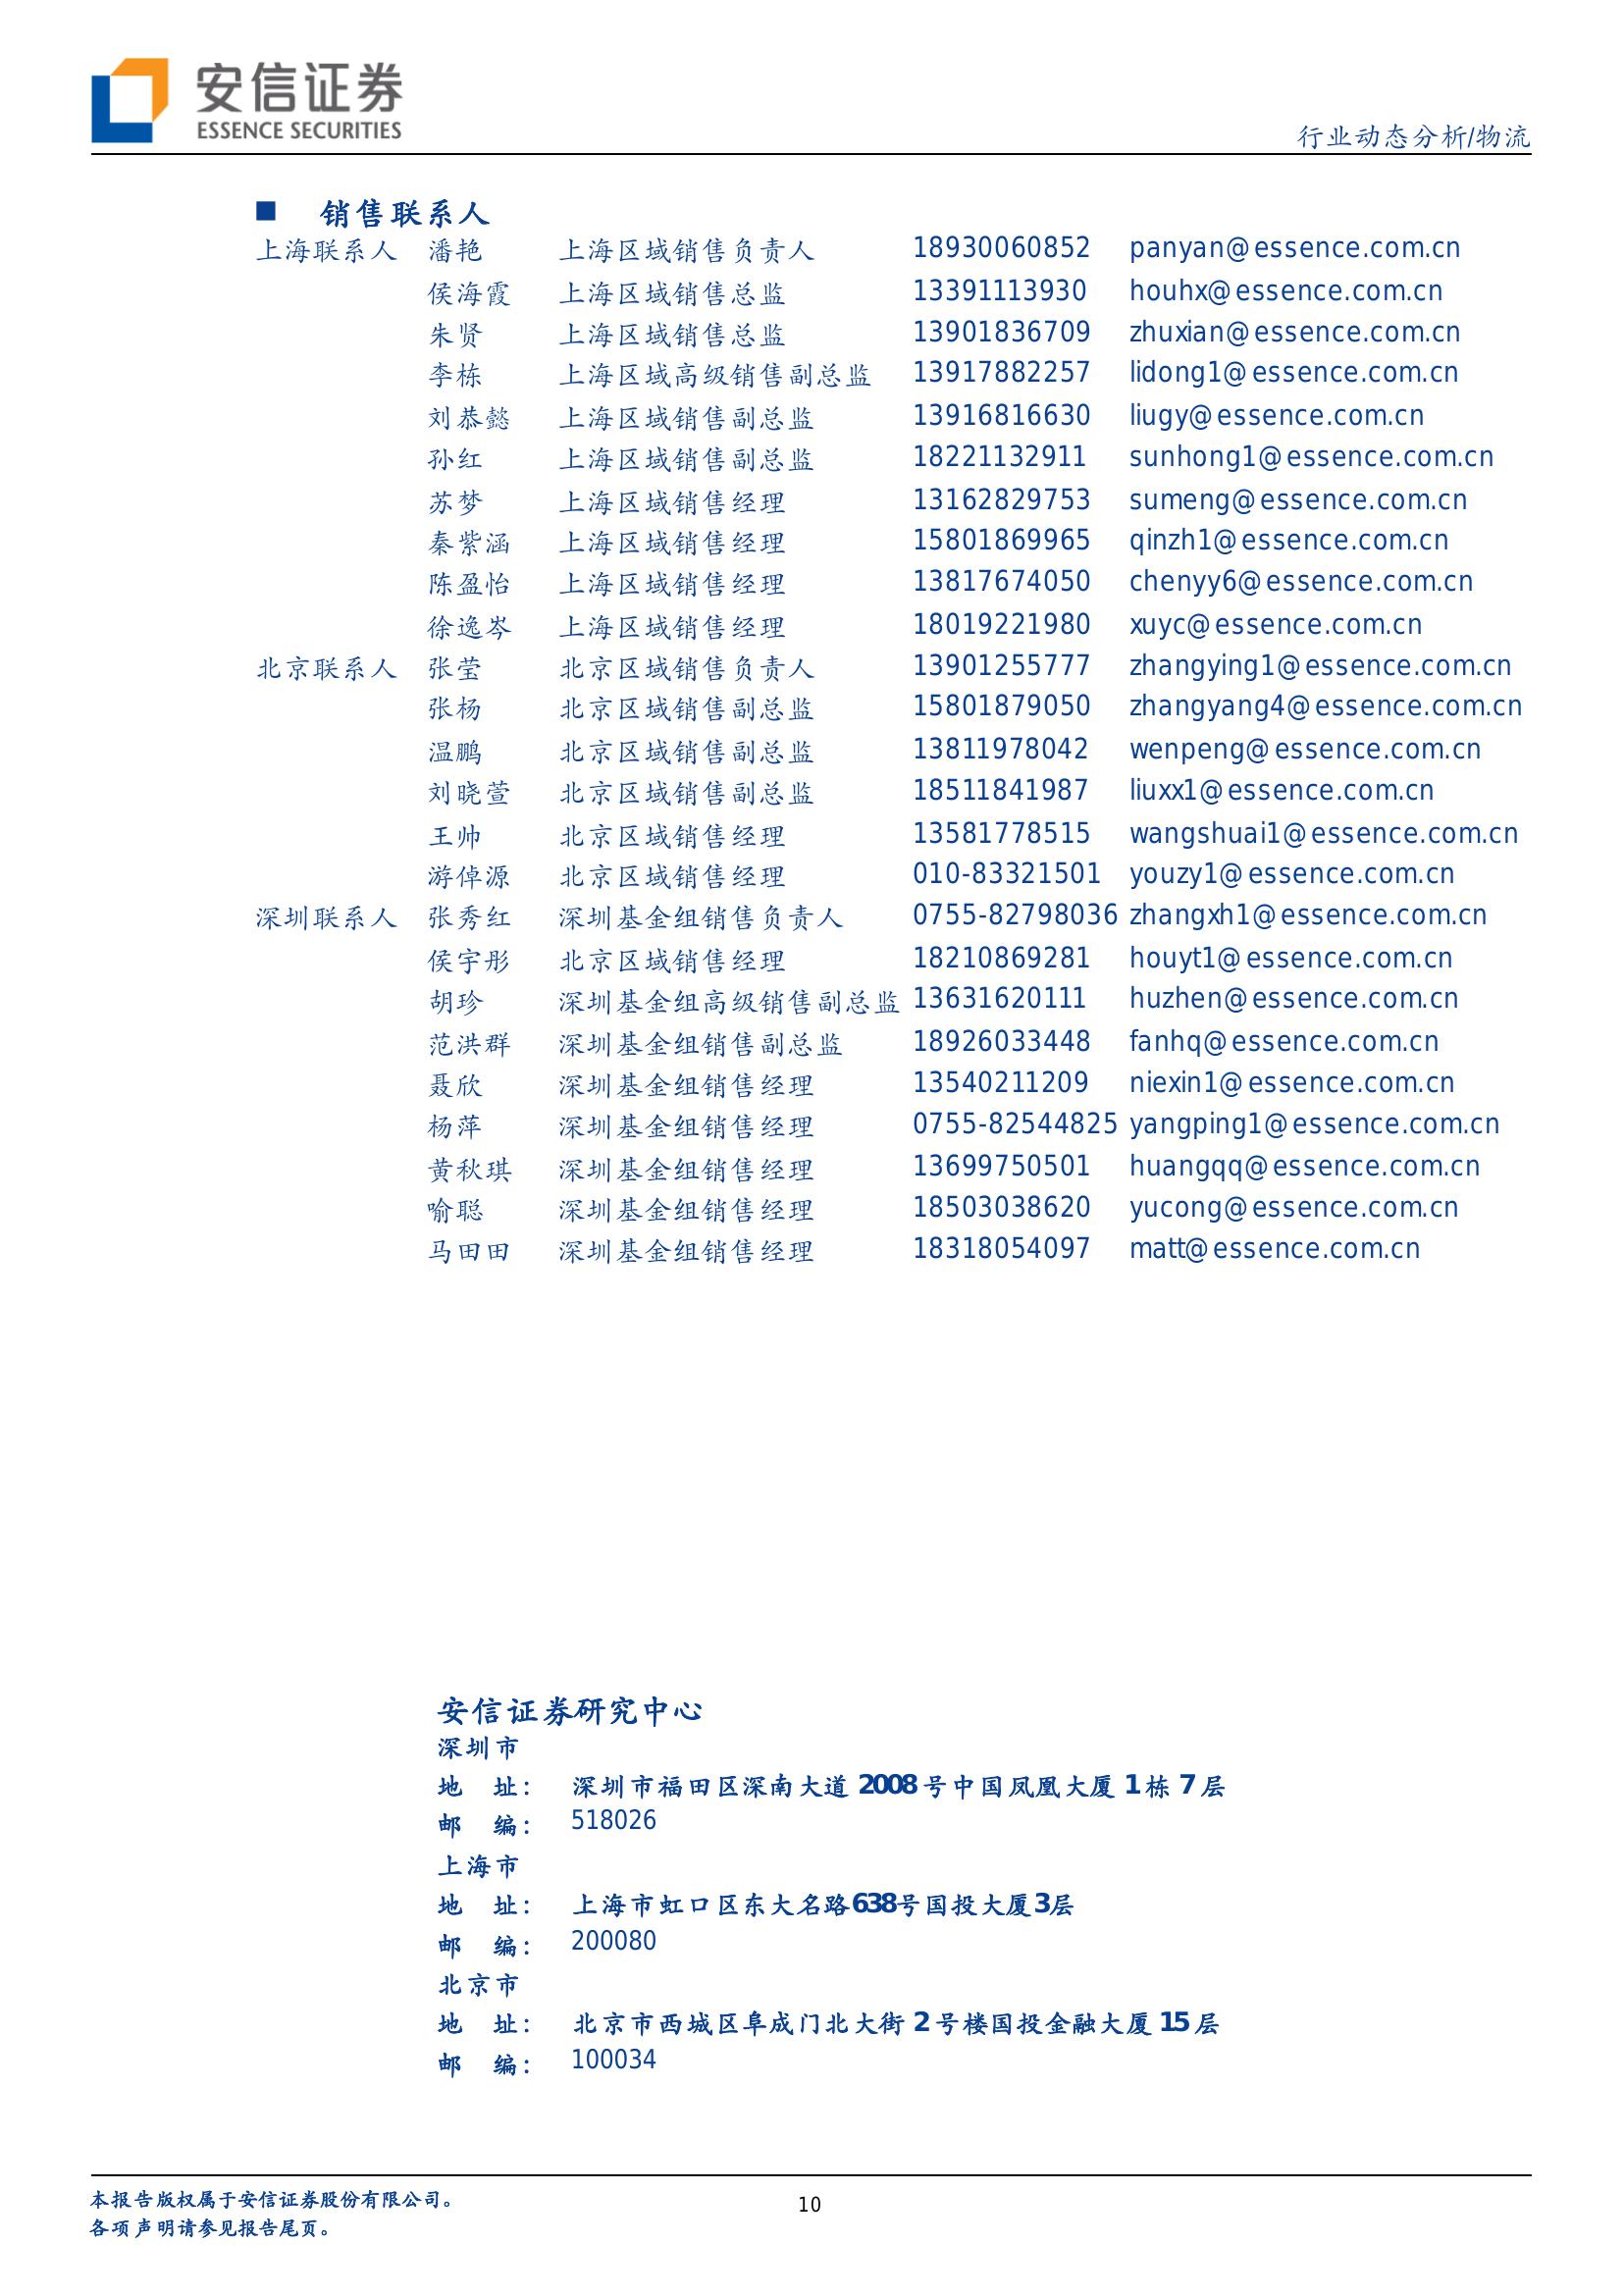 安信证券
ESSENCE SECURITIES
行业动态分析/物流
■ 销售联系人
上海联系人 潘艳 上海区域销售负责人 18930060852 panyan@essence.com.cn
侯海霞 上海区域销售总监 13391113930 houhx@essence.com.cn
朱贤 上海区域销售总监 13901836709 zhuxian@essence.com.cn
李栋 上海区域高级销售副总监 13917882257 lidong1@essence.com.cn
刘恭懿 上海区域销售副总监 13916816630 liugy@essence.com.cn
孙红 上海区域销售副总监 18221132911 sunhong1@essence.com.cn
苏梦 上海区域销售经理 13162829753 sumeng@essence.com.cn
秦紫涵 上海区域销售经理 15801869965 qinzh1@essence.com.cn
陈盈怡 上海区域销售经理 13817674050 chenyy6@essence.com.cn
徐逸岑 上海区域销售经理 18019221980 xuyc@essence.com.cn
北京联系人 张莹 北京区域销售负责人 13901255777 zhangying1@essence.com.cn
张杨 北京区域销售副总监 15801879050 zhangyang4@essence.com.cn
温鹏 北京区域销售副总监 13811978042 wenpeng@essence.com.cn
刘晓萱 北京区域销售副总监 18511841987 liuxx1@essence.com.cn
王帅 北京区域销售经理 13581778515 wangshuai1@essence.com.cn
游倬源 北京区域销售经理 010-83321501 youzy1@essence.com.cn
深圳联系人 张秀红 深圳基金组销售负责人 0755-82798036 zhangxh1@essence.com.cn
侯宇彤 北京区域销售经理 18210869281 houyt1@essence.com.cn
胡珍 深圳基金组高级销售副总监 13631620111 huzhen@essence.com.cn
范洪群 深圳基金组销售副总监 18926033448 fanhq@essence.com.cn
聂欣 深圳基金组销售经理 13540211209 niexin1@essence.com.cn
杨萍 深圳基金组销售经理 0755-82544825 yangping1@essence.com.cn
黄秋琪 深圳基金组销售经理 13699750501 huangqq@essence.com.cn
喻聪 深圳基金组销售经理 18503038620 yucong@essence.com.cn
马田田 深圳基金组销售经理 18318054097 matt@essence.com.cn
安信证券研究中心
深圳市
地 址： 深圳市福田区深南大道 2008 号中国凤凰大厦 1 栋 7 层
邮 编： 518026
上海市
地 址： 上海市虹口区东大名路638号国投大厦3层
邮 编： 200080
北京市
地 址： 北京市西城区阜成门北大街 2 号楼国投金融大厦 15 层
邮 编： 100034
本报告版权属于安信证券股份有限公司。
各项声明请参见报告尾页。
10